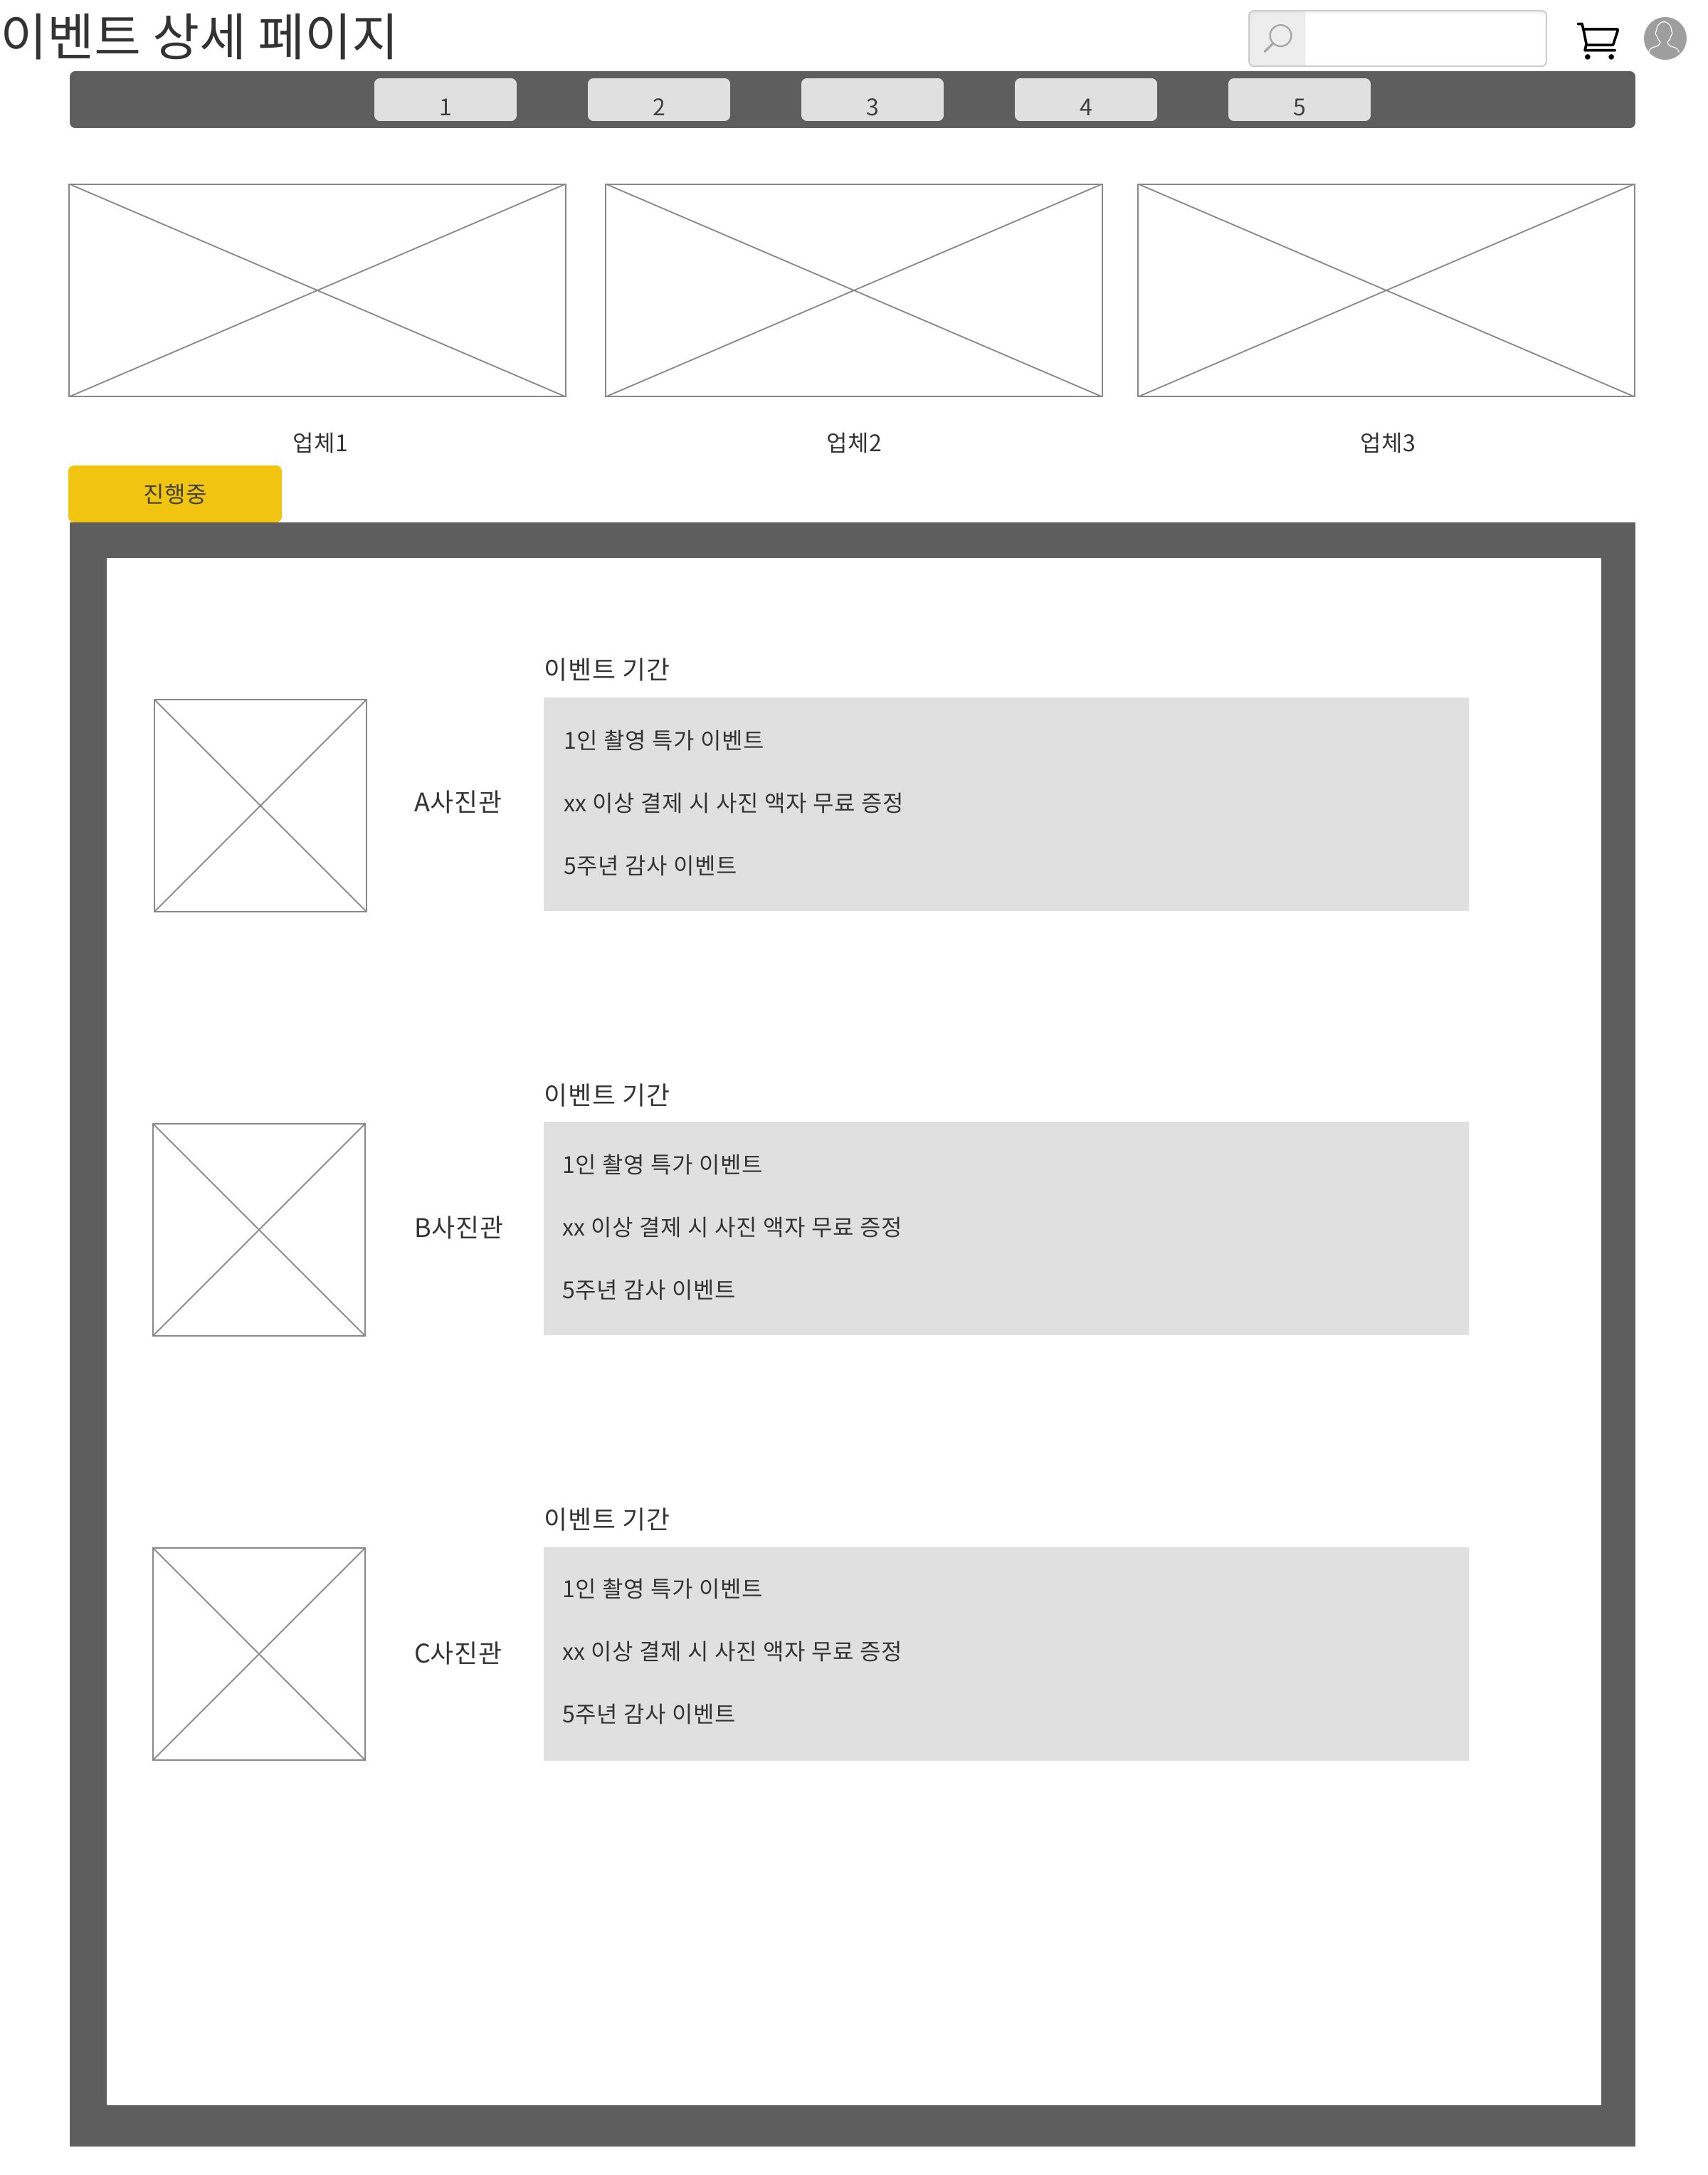 이벤트 상세 페이지
1 2 3 4 5
업체1 업체2 업체3
진행중
이벤트 기간
A사진관
1인 촬영 특가 이벤트
xx 이상 결제 시 사진 액자 무료 증정
5주년 감사 이벤트
이벤트 기간
B사진관
1인 촬영 특가 이벤트
xx 이상 결제 시 사진 액자 무료 증정
5주년 감사 이벤트
이벤트 기간
C사진관
1인 촬영 특가 이벤트
xx 이상 결제 시 사진 액자 무료 증정
5주년 감사 이벤트